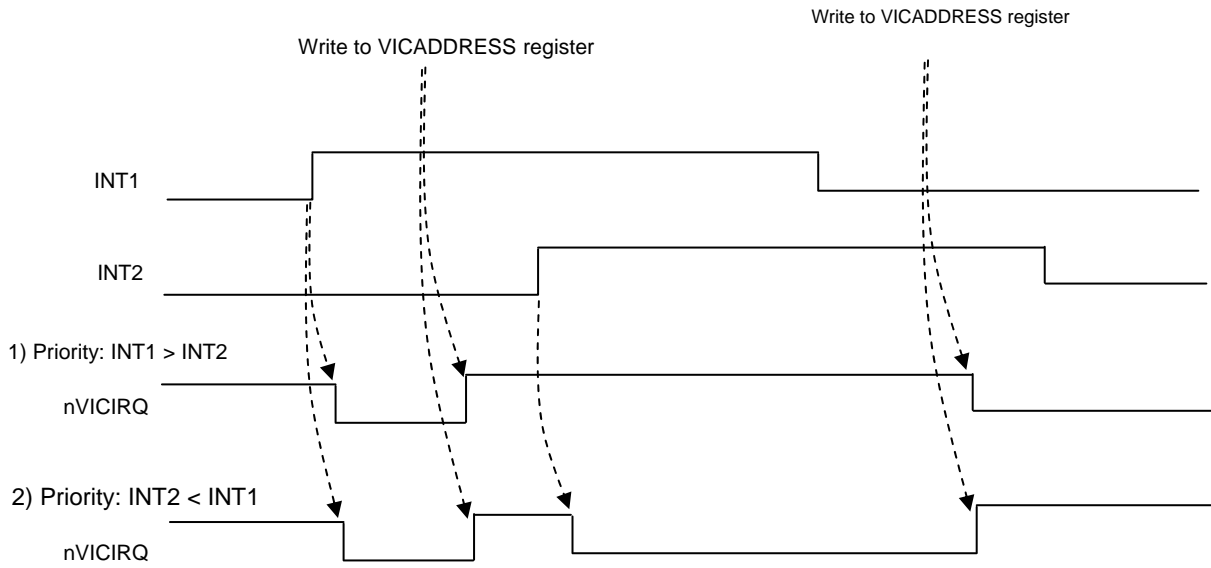 Write to VICADDRESS register
Write to VICADDRESS register
INT1
INT2
1) Priority: INT1 > INT2
nVICIRQ
2) Priority: INT2 < INT1
nVICIRQ